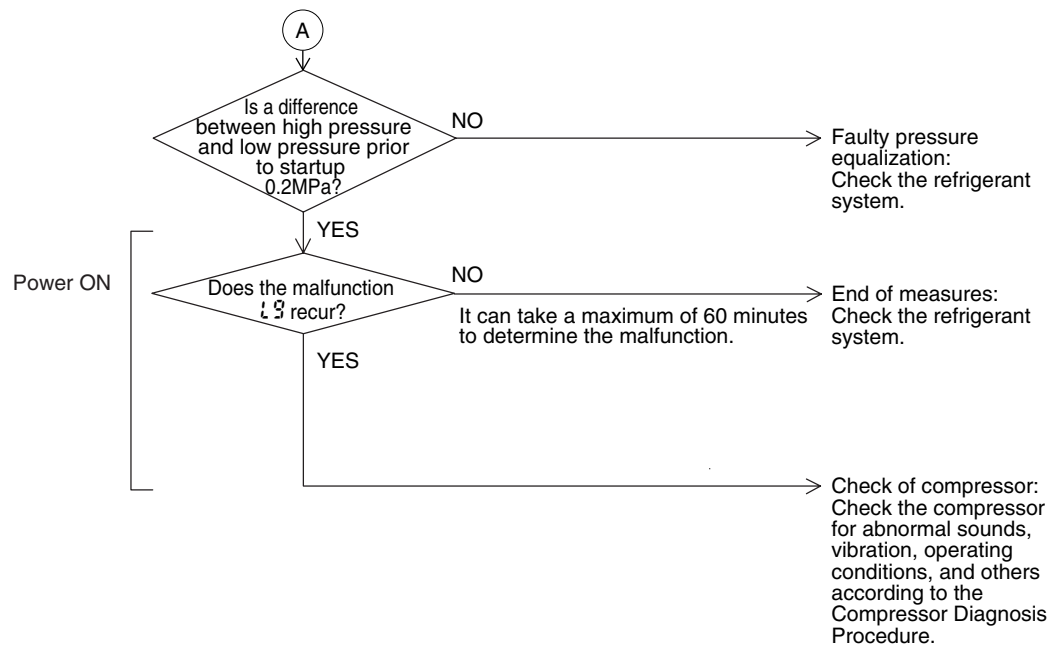 A
Is a difference
between high pressure
and low pressure prior
to startup
0.2MPa?
NO
Faulty pressure
equalization:
Check the refrigerant
system.
YES
Power ON
Does the malfunction
L9 recur?
NO
It can take a maximum of 60 minutes
to determine the malfunction.
End of measures:
Check the refrigerant
system.
YES
Check of compressor:
Check the compressor
for abnormal sounds,
vibration, operating
conditions, and others
according to the
Compressor Diagnosis
Procedure.